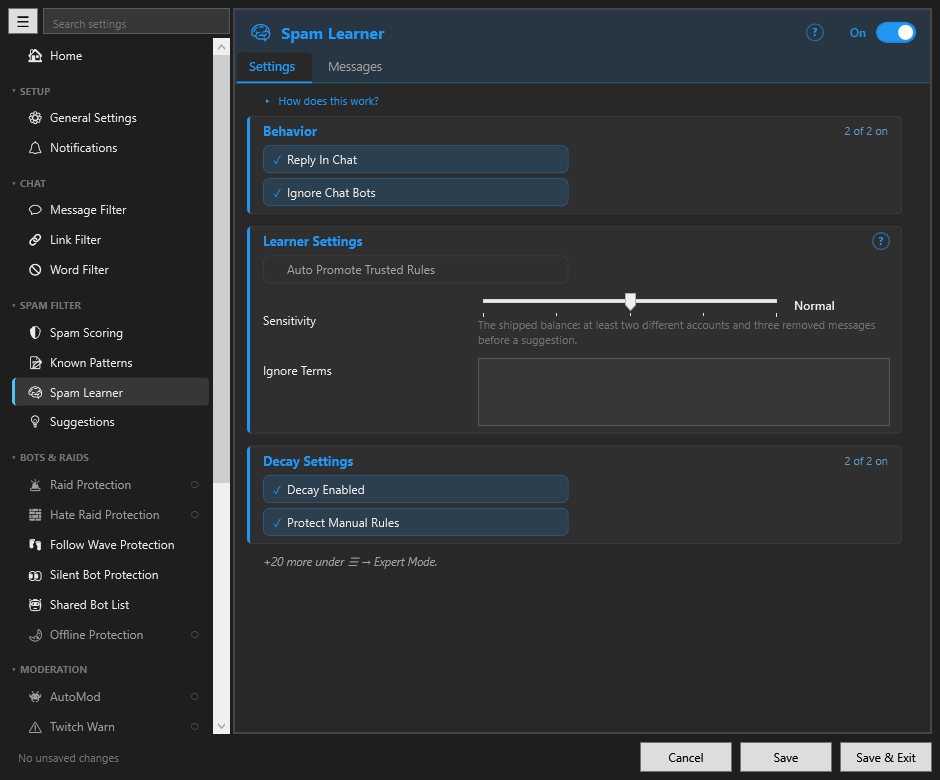 Search settings
Home
SETUP
General Settings
Notifications
CHAT
Message Filter
Link Filter
Word Filter
SPAM FILTER
Spam Scoring
Known Patterns
Spam Learner
Suggestions
BOTS & RAIDS
Raid Protection
Hate Raid Protection
Follow Wave Protection
Silent Bot Protection
Shared Bot List
Offline Protection
MODERATION
AutoMod
Twitch Warn
No unsaved changes
Spam Learner
? On
Settings Messages
How does this work?
Behavior 2 of 2 on
✓ Reply In Chat
✓ Ignore Chat Bots
Learner Settings ?
Auto Promote Trusted Rules
Sensitivity Normal
The shipped balance: at least two different accounts and three removed messages
before a suggestion.
Ignore Terms
Decay Settings 2 of 2 on
✓ Decay Enabled
✓ Protect Manual Rules
+20 more under ☰ → Expert Mode.
Cancel Save Save & Exit